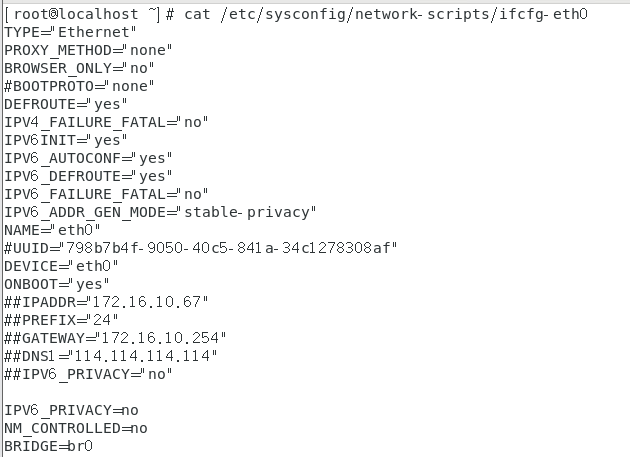 [root@localhost ~]# cat /etc/sysconfig/network-scripts/ifcfg-eth0
TYPE="Ethernet"
PROXY_METHOD="none"
BROWSER_ONLY="no"
#BOOTPROTO="none"
DEFROUTE="yes"
IPV4_FAILURE_FATAL="no"
IPV6INIT="yes"
IPV6_AUTOCONF="yes"
IPV6_DEFROUTE="yes"
IPV6_FAILURE_FATAL="no"
IPV6_ADDR_GEN_MODE="stable-privacy"
NAME="eth0"
#UUID="798b7b4f-9050-40c5-841a-34c1278308af"
DEVICE="eth0"
ONBOOT="yes"
##IPADDR="172.16.10.67"
##PREFIX="24"
##GATEWAY="172.16.10.254"
##DNS1="114.114.114.114"
##IPV6_PRIVACY="no"
IPV6_PRIVACY=no
NM_CONTROLLED=no
BRIDGE=br0